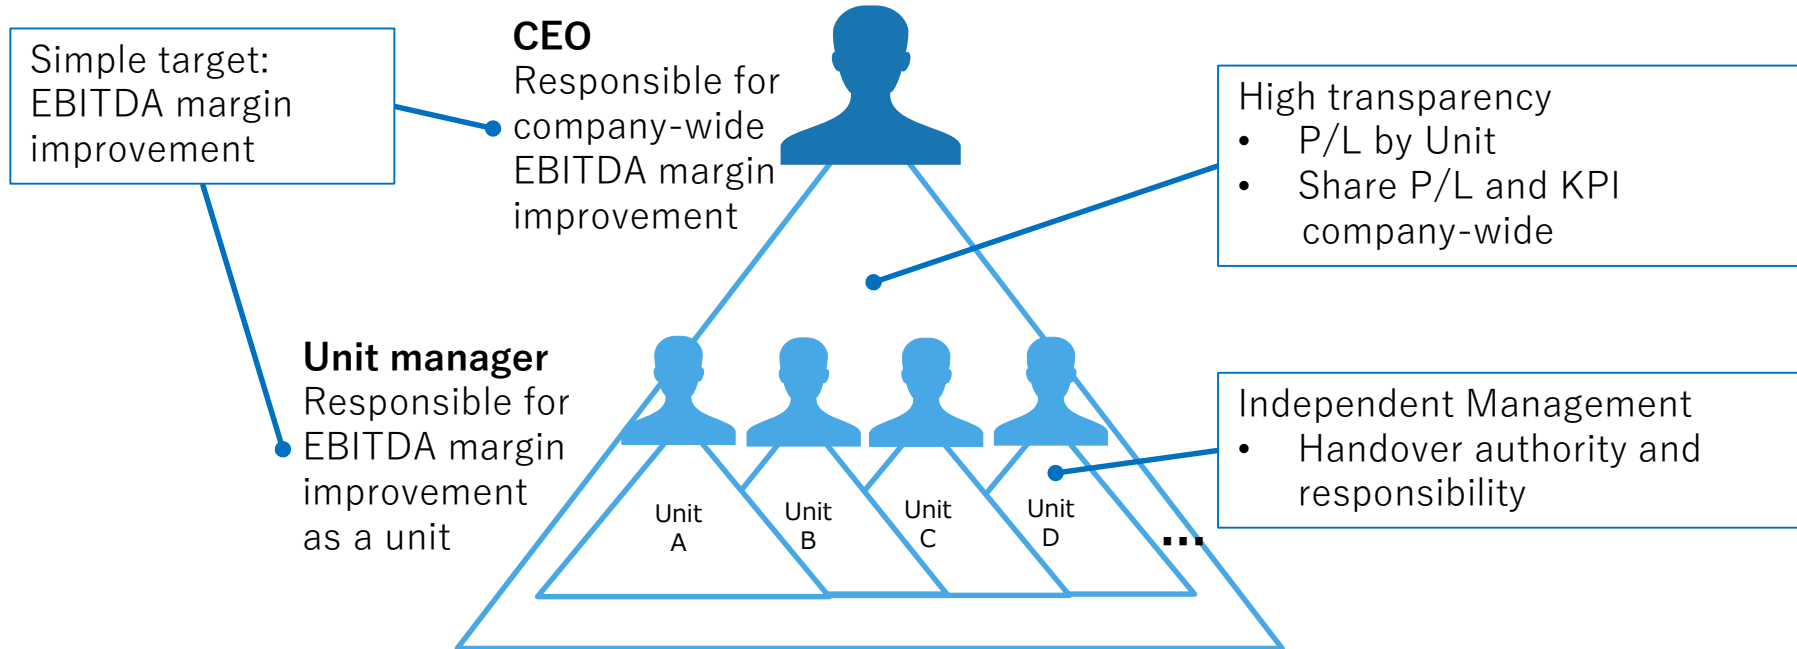 Simple target:
EBITDA margin
improvement
CEO
Responsible for
company-wide
EBITDA margin
improvement
High transparency
• P/L by Unit
• Share P/L and KPI
company-wide
Unit manager
Responsible for
EBITDA margin
improvement
as a unit
Independent Management
• Handover authority and
responsibility
Unit
A
Unit
B
Unit
C
Unit
D
...